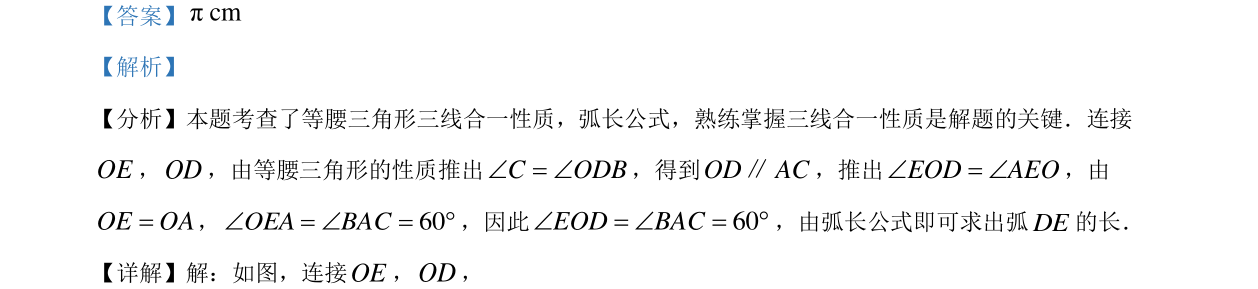 【答案】π cm
【解析】
【分析】本题考查了等腰三角形三线合一性质，弧长公式，熟练掌握三线合一性质是解题的关键．连接
OE，OD，由等腰三角形的性质推出∠C = ∠ODB，得到OD∥AC，推出∠EOD = ∠AEO，由
OE = OA，∠OEA = ∠BAC = 60°，因此∠EOD = ∠BAC = 60°，由弧长公式即可求出弧DE的长．
【详解】解：如图，连接OE，OD，